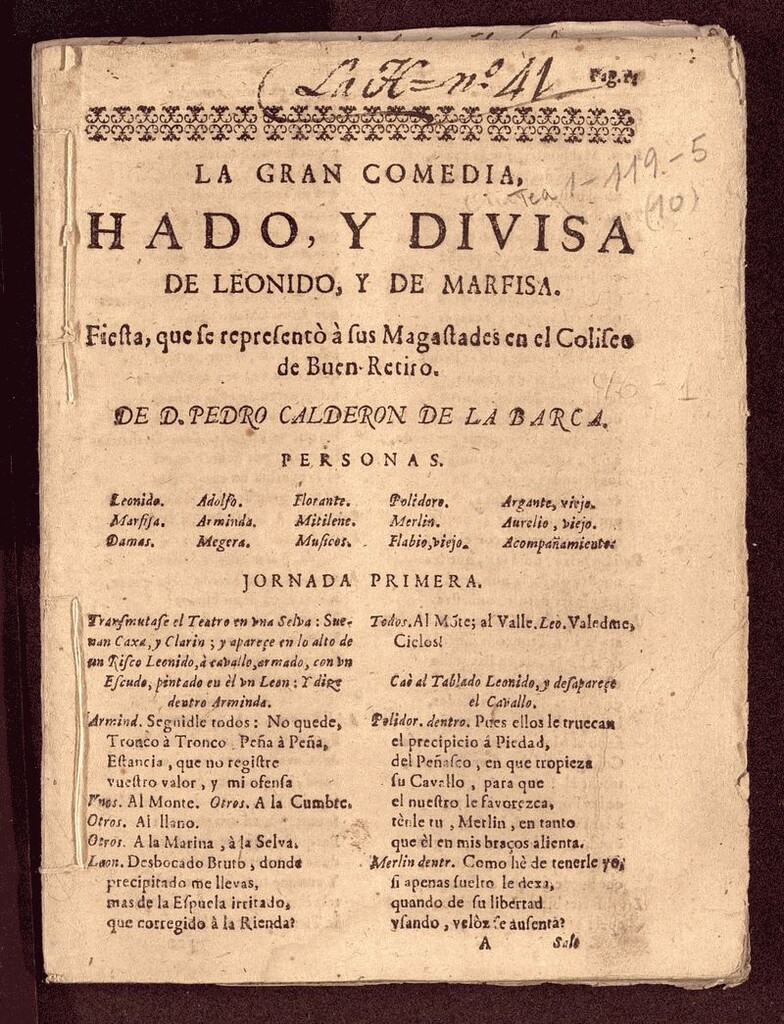 La H= nº 41
Pag.
Tea 1-119.-5
(10)
LA GRAN COMEDIA,
HADO, Y DIVISA
DE LEONIDO, Y DE MARFISA.
Fiesta, que se representò à sus Magastades en el Coliseo
de Buen-Retiro.
DE D. PEDRO CALDERON DE LA BARCA.
PERSONAS.
Leonido. Adolfo. Florante. Polidoro. Argante, viejo.
Marfisa. Arminda. Mitilene. Merlin. Aurelio, viejo.
Damas. Megera. Musicos. Flabio, viejo. Acompañamiento.
JORNADA PRIMERA.
Transmutase el Teatro en vna Selva: Sue-
nan Caxa, y Clarin; y aparece en lo alto de
un Risco Leonido, à cavallo, armado, con vn
Escudo, pintado en èl vn Leon: Y dize
dentro Arminda.
Armind. Seguidle todos: No quede,
Tronco à Tronco, Peña à Peña,
Estancia, que no registre
vuestro valor, y mi ofensa
Vnos. Al Monte. Otros. A la Cumbre.
Otros. Al llano.
Otros. A la Marina, à la Selva.
Leon. Desbocado Bruto, donde
precipitado me llevas,
mas de la Espuela irritado,
que corregido à la Rienda?
Todos. Al Mõte; al Valle. Leo. Valedme,
Cielos!
Cae al Tablado Leonido, y desaparece
el Cavallo.
Polidor. dentro. Pues ellos le truecan
el precipicio á Piedad,
del Peñasco, en que tropieza
su Cavallo, para que
el nuestro le favorezca,
tènle tu, Merlin, en tanto
que èl en mis braços alienta.
Merlin dentr. Como hè de tenerle yo,
si apenas suelto le dexa,
quando de su libertad
vsando, velòz se ausenta?
A Sale